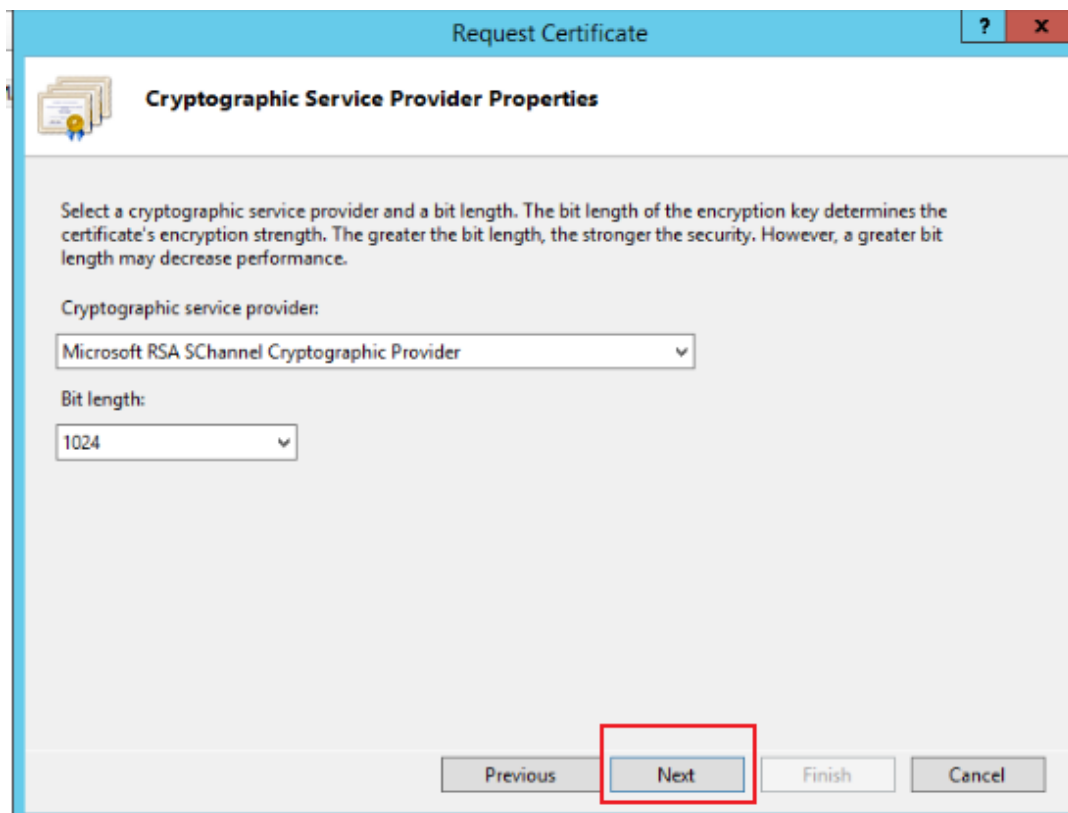 Request Certificate
?
x
Cryptographic Service Provider Properties
Select a cryptographic service provider and a bit length. The bit length of the encryption key determines the
certificate's encryption strength. The greater the bit length, the stronger the security. However, a greater bit
length may decrease performance.
Cryptographic service provider:
Microsoft RSA SChannel Cryptographic Provider
Bit length:
1024
Previous
Next
Finish
Cancel